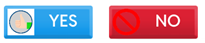 YES NO